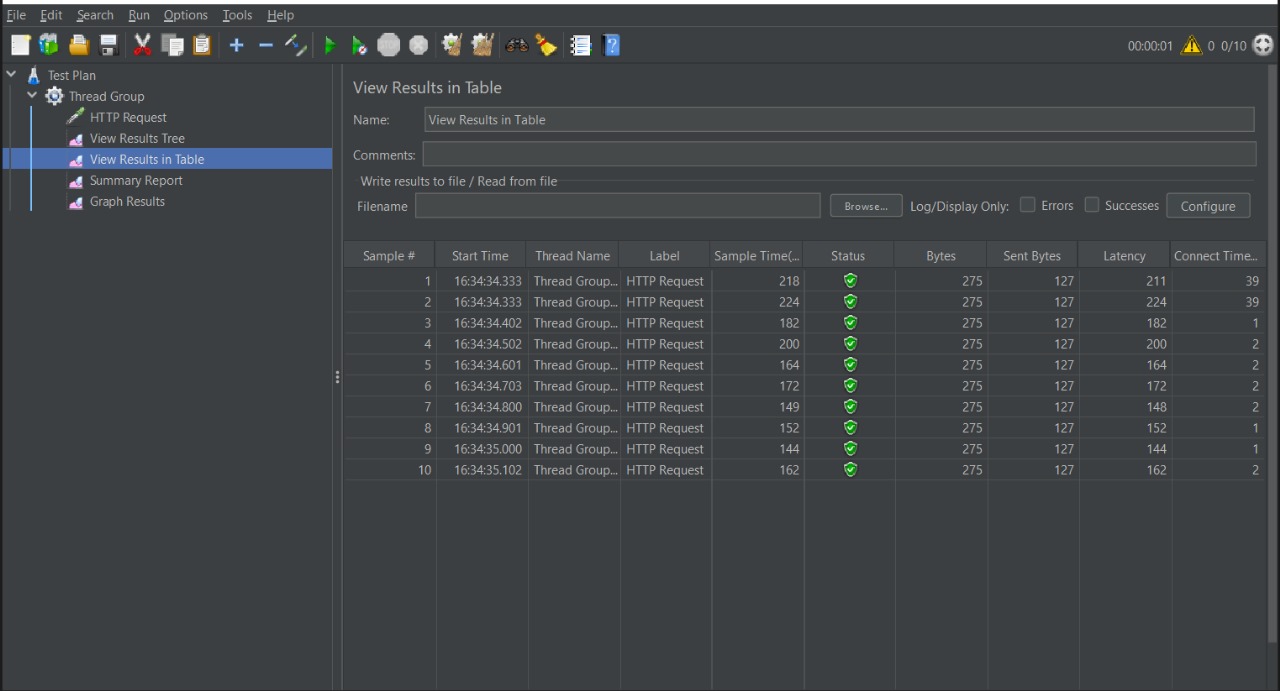 File Edit Search Run Options Tools Help
00:00:01 0 0/10
Test Plan
Thread Group
HTTP Request
View Results Tree
View Results in Table
Summary Report
Graph Results
View Results in Table
Name: View Results in Table
Comments:
Write results to file / Read from file
Filename Browse... Log/Display Only: Errors Successes Configure
Sample # Start Time Thread Name Label Sample Time(... Status Bytes Sent Bytes Latency Connect Time...
1 16:34:34.333 Thread Group... HTTP Request 218 275 127 211 39
2 16:34:34.333 Thread Group... HTTP Request 224 275 127 224 39
3 16:34:34.402 Thread Group... HTTP Request 182 275 127 182 1
4 16:34:34.502 Thread Group... HTTP Request 200 275 127 200 2
5 16:34:34.601 Thread Group... HTTP Request 164 275 127 164 2
6 16:34:34.703 Thread Group... HTTP Request 172 275 127 172 2
7 16:34:34.800 Thread Group... HTTP Request 149 275 127 148 2
8 16:34:34.901 Thread Group... HTTP Request 152 275 127 152 1
9 16:34:35.000 Thread Group... HTTP Request 144 275 127 144 1
10 16:34:35.102 Thread Group... HTTP Request 162 275 127 162 2